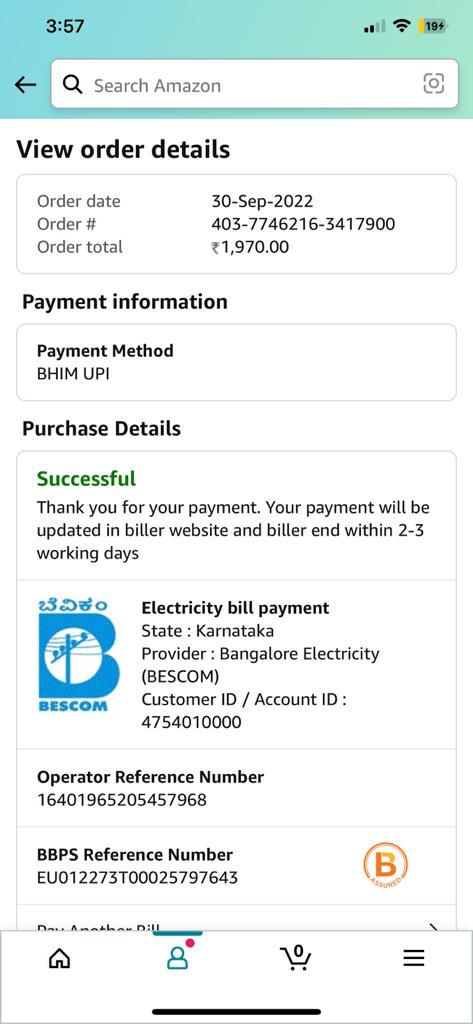 3:57
19
Search Amazon
View order details
Order date 30-Sep-2022
Order # 403-7746216-3417900
Order total ₹1,970.00
Payment information
Payment Method
BHIM UPI
Purchase Details
Successful
Thank you for your payment. Your payment will be
updated in biller website and biller end within 2-3
working days
ಬೆವಿಕಂ
BESCOM
Electricity bill payment
State : Karnataka
Provider : Bangalore Electricity
(BESCOM)
Customer ID / Account ID :
4754010000
Operator Reference Number
16401965205457968
BBPS Reference Number
EU012273T00025797643
B
ASSURED
Pay Another Bill
0